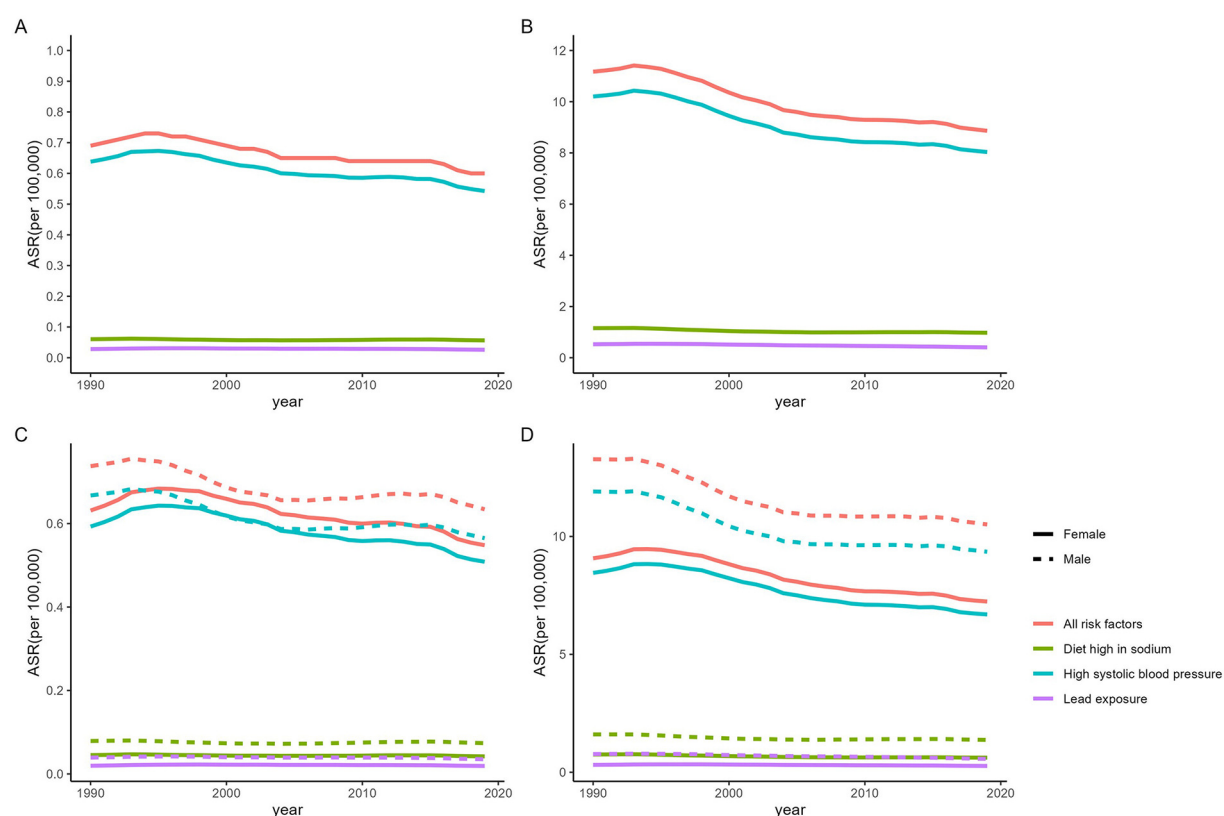 A
ASR(per 100,000)
1.0
0.9
0.8
0.7
0.6
0.5
0.4
0.3
0.2
0.1
0.0
1990
2000
2010
2020
year
B
ASR(per 100,000)
12
10
8
6
4
2
0
1990
2000
2010
2020
year
C
ASR(per 100,000)
0.6
0.4
0.2
0.0
1990
2000
2010
2020
year
D
ASR(per 100,000)
10
5
0
1990
2000
2010
2020
year
Female
Male
All risk factors
Diet high in sodium
High systolic blood pressure
Lead exposure